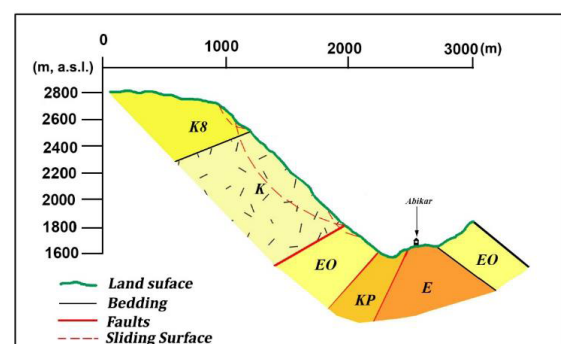 0 1000 2000 3000 (m)
(m, a.s.l.)
2800
2600
2400
2200
2000
1800
1600
K8
K
Abikar
EO
KP
E
EO
Land suface
Bedding
Faults
Sliding Surface